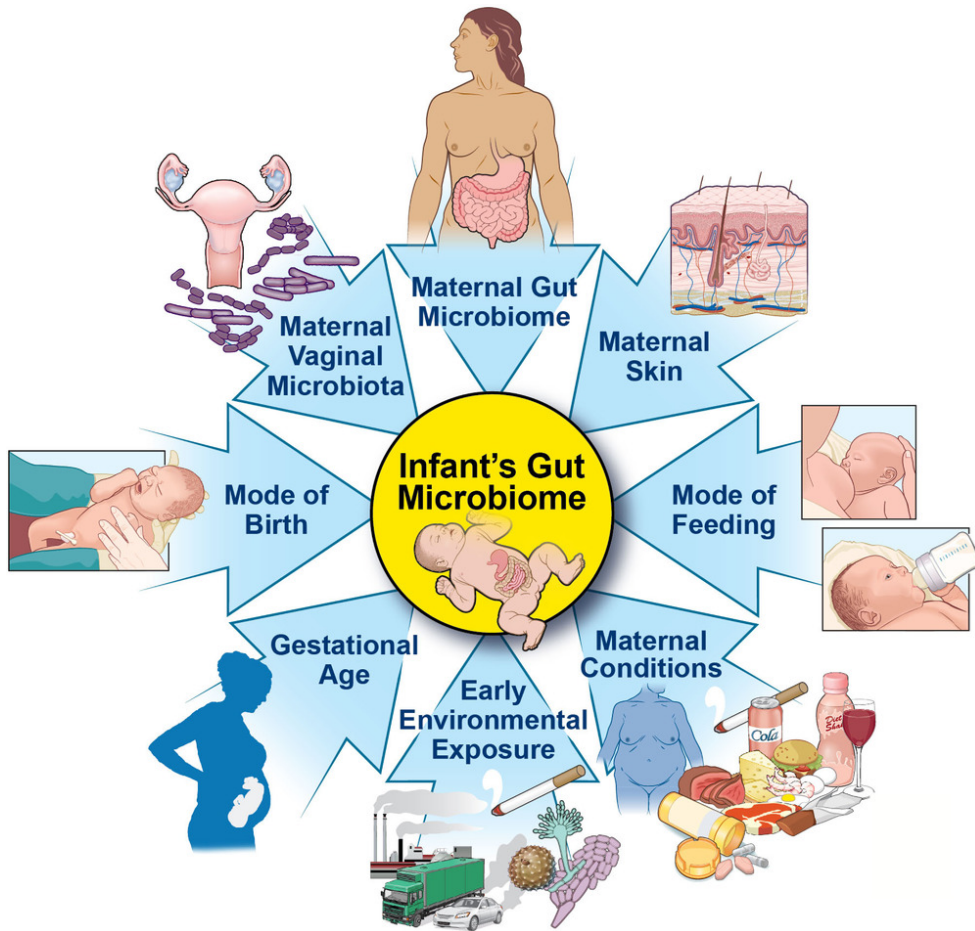 Maternal Gut
Microbiome
Maternal
Skin
Maternal
Vaginal
Microbiota
Mode of
Birth
Infant's Gut
Microbiome
Mode of
Feeding
Gestational
Age
Early
Environmental
Exposure
Maternal
Conditions
Cola
Diet